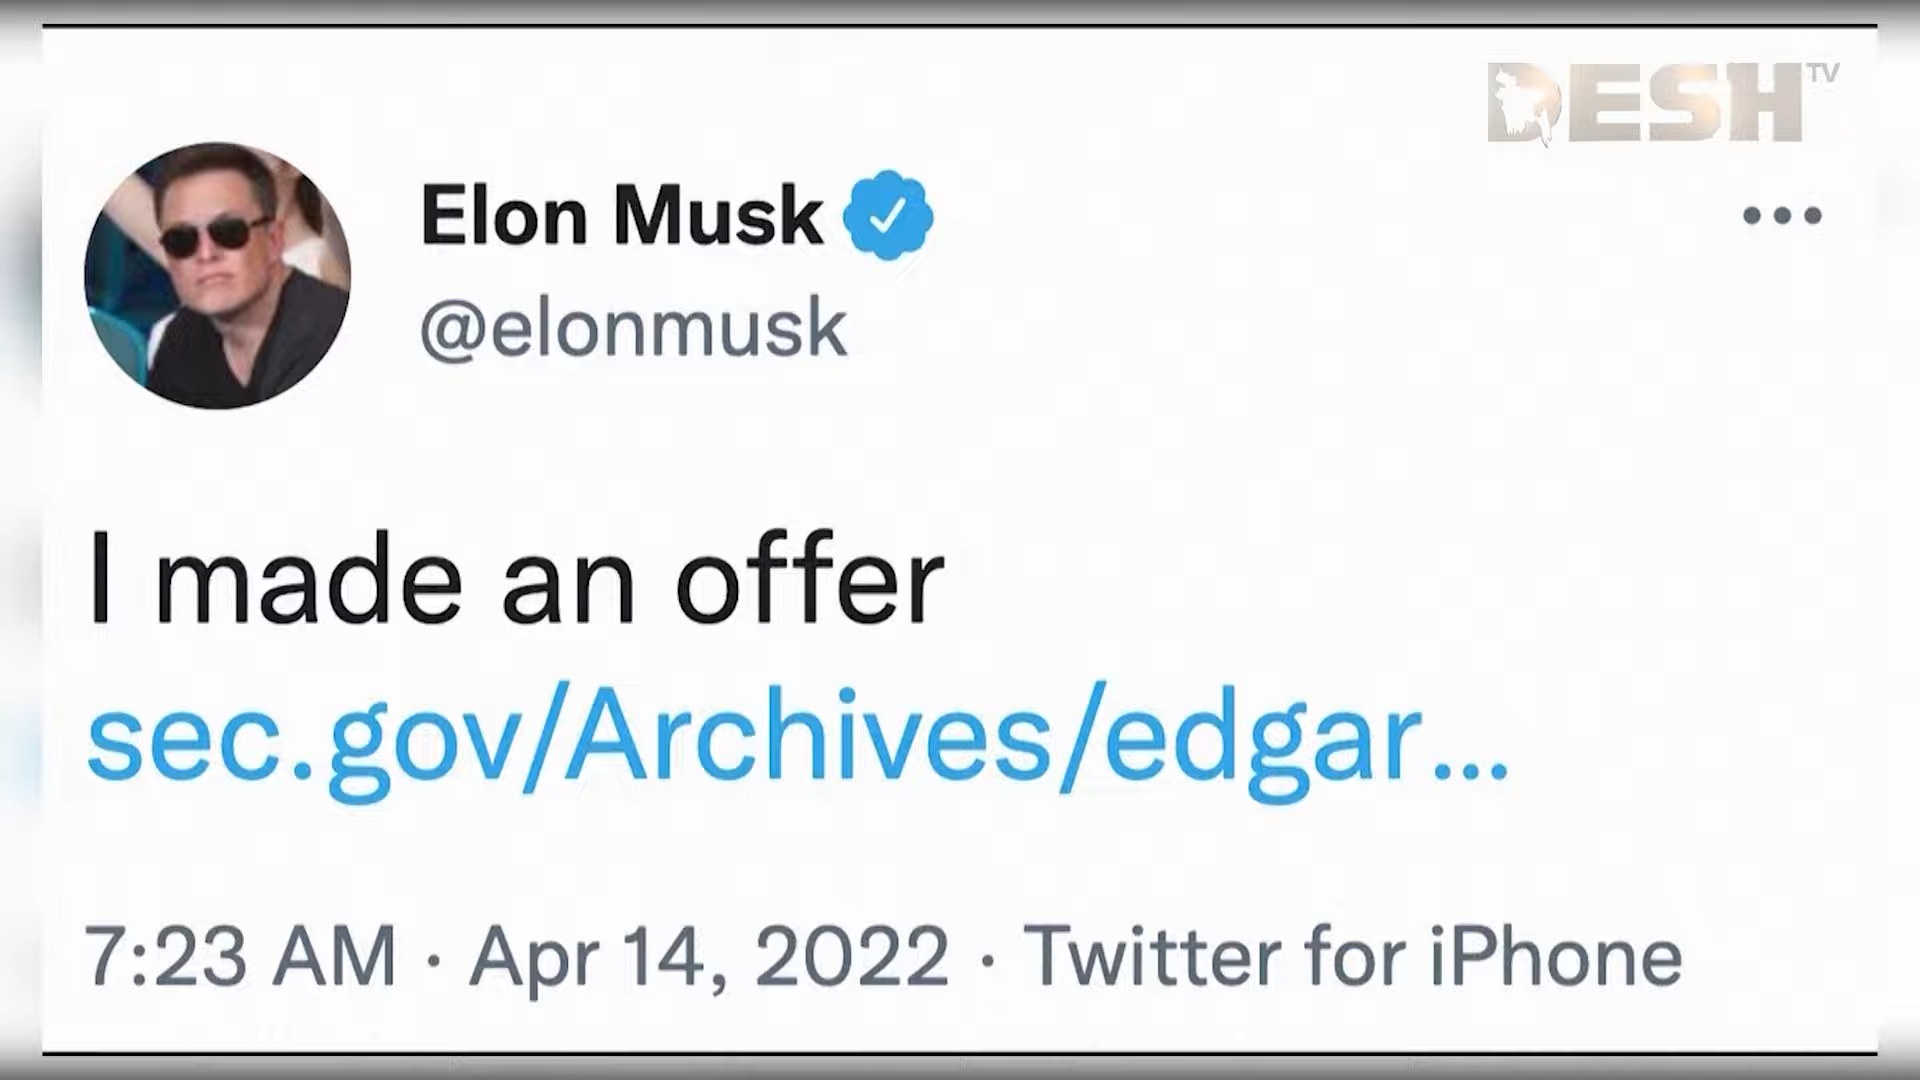 DESH TV
Elon Musk
@elonmusk
I made an offer
sec.gov/Archives/edgar...
7:23 AM · Apr 14, 2022 · Twitter for iPhone